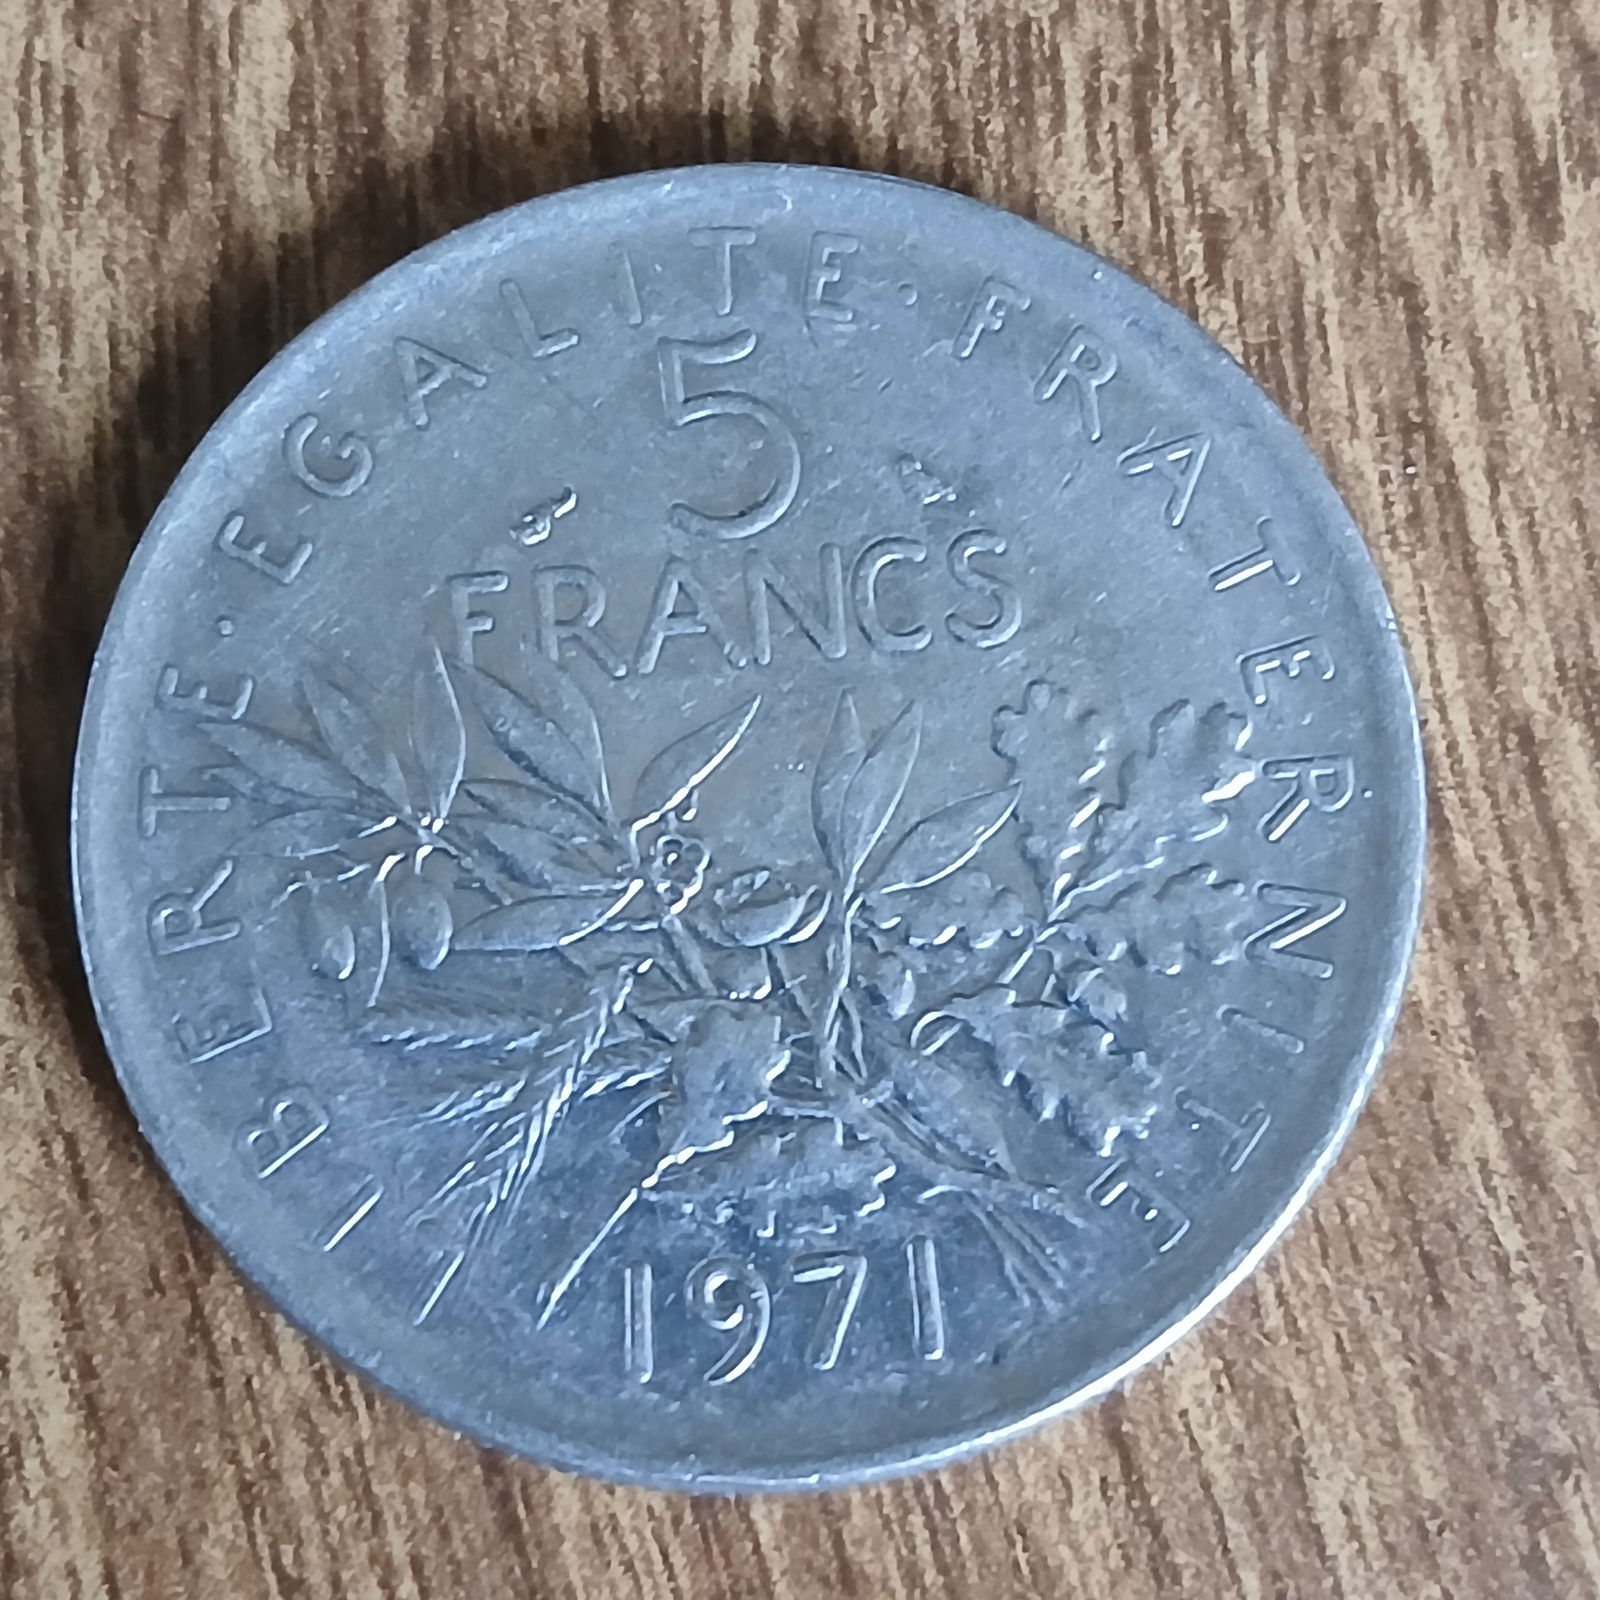 LIBERTE·EGALITE·FRATERNITE
5
FRANCS
1971